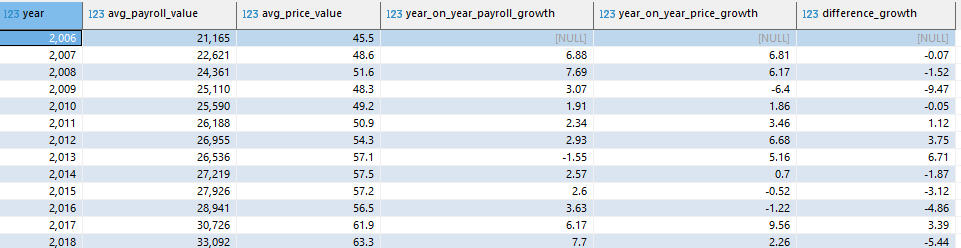 123 year 123 avg_payroll_value 123 avg_price_value 123 year_on_year_payroll_growth 123 year_on_year_price_growth 123 difference_growth
2,006 21,165 45.5 [NULL] [NULL] [NULL]
2,007 22,621 48.6 6.88 6.81 -0.07
2,008 24,361 51.6 7.69 6.17 -1.52
2,009 25,110 48.3 3.07 -6.4 -9.47
2,010 25,590 49.2 1.91 1.86 -0.05
2,011 26,188 50.9 2.34 3.46 1.12
2,012 26,955 54.3 2.93 6.68 3.75
2,013 26,536 57.1 -1.55 5.16 6.71
2,014 27,219 57.5 2.57 0.7 -1.87
2,015 27,926 57.2 2.6 -0.52 -3.12
2,016 28,941 56.5 3.63 -1.22 -4.86
2,017 30,726 61.9 6.17 9.56 3.39
2,018 33,092 63.3 7.7 2.26 -5.44